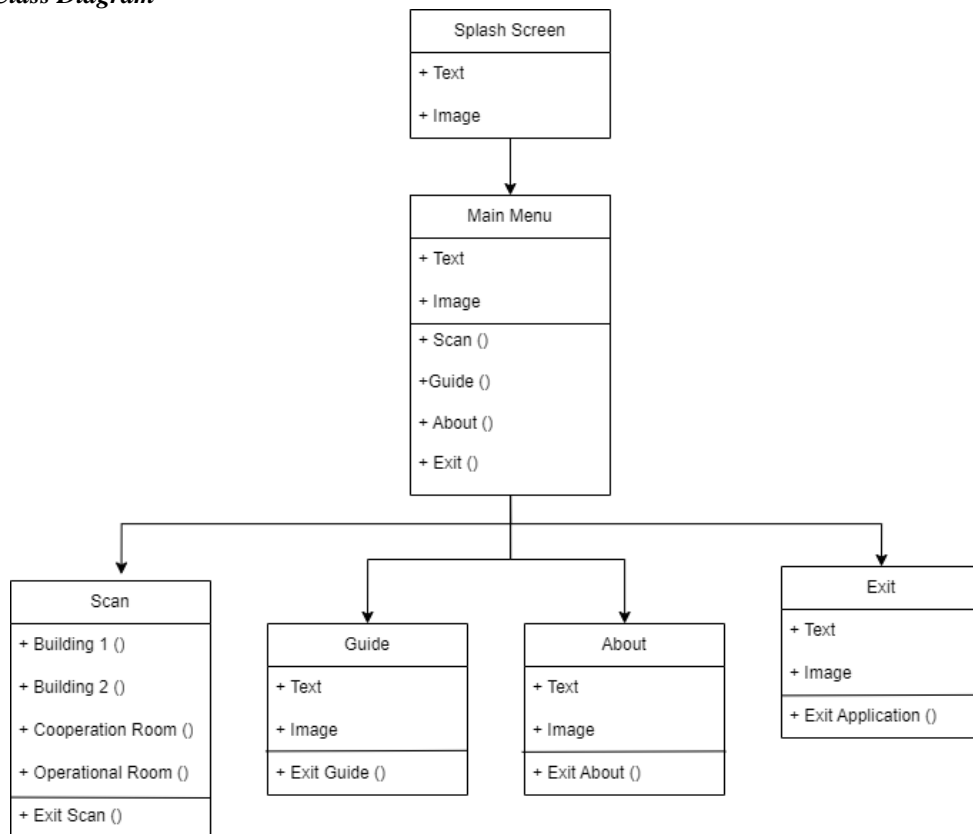 Class Diagram
Splash Screen
+ Text
+ Image
Main Menu
+ Text
+ Image
+ Scan ()
+Guide ()
+ About ()
+ Exit ()
Scan
+ Building 1 ()
+ Building 2 ()
+ Cooperation Room ()
+ Operational Room ()
+ Exit Scan ()
Guide
+ Text
+ Image
+ Exit Guide ()
About
+ Text
+ Image
+ Exit About ()
Exit
+ Text
+ Image
+ Exit Application ()